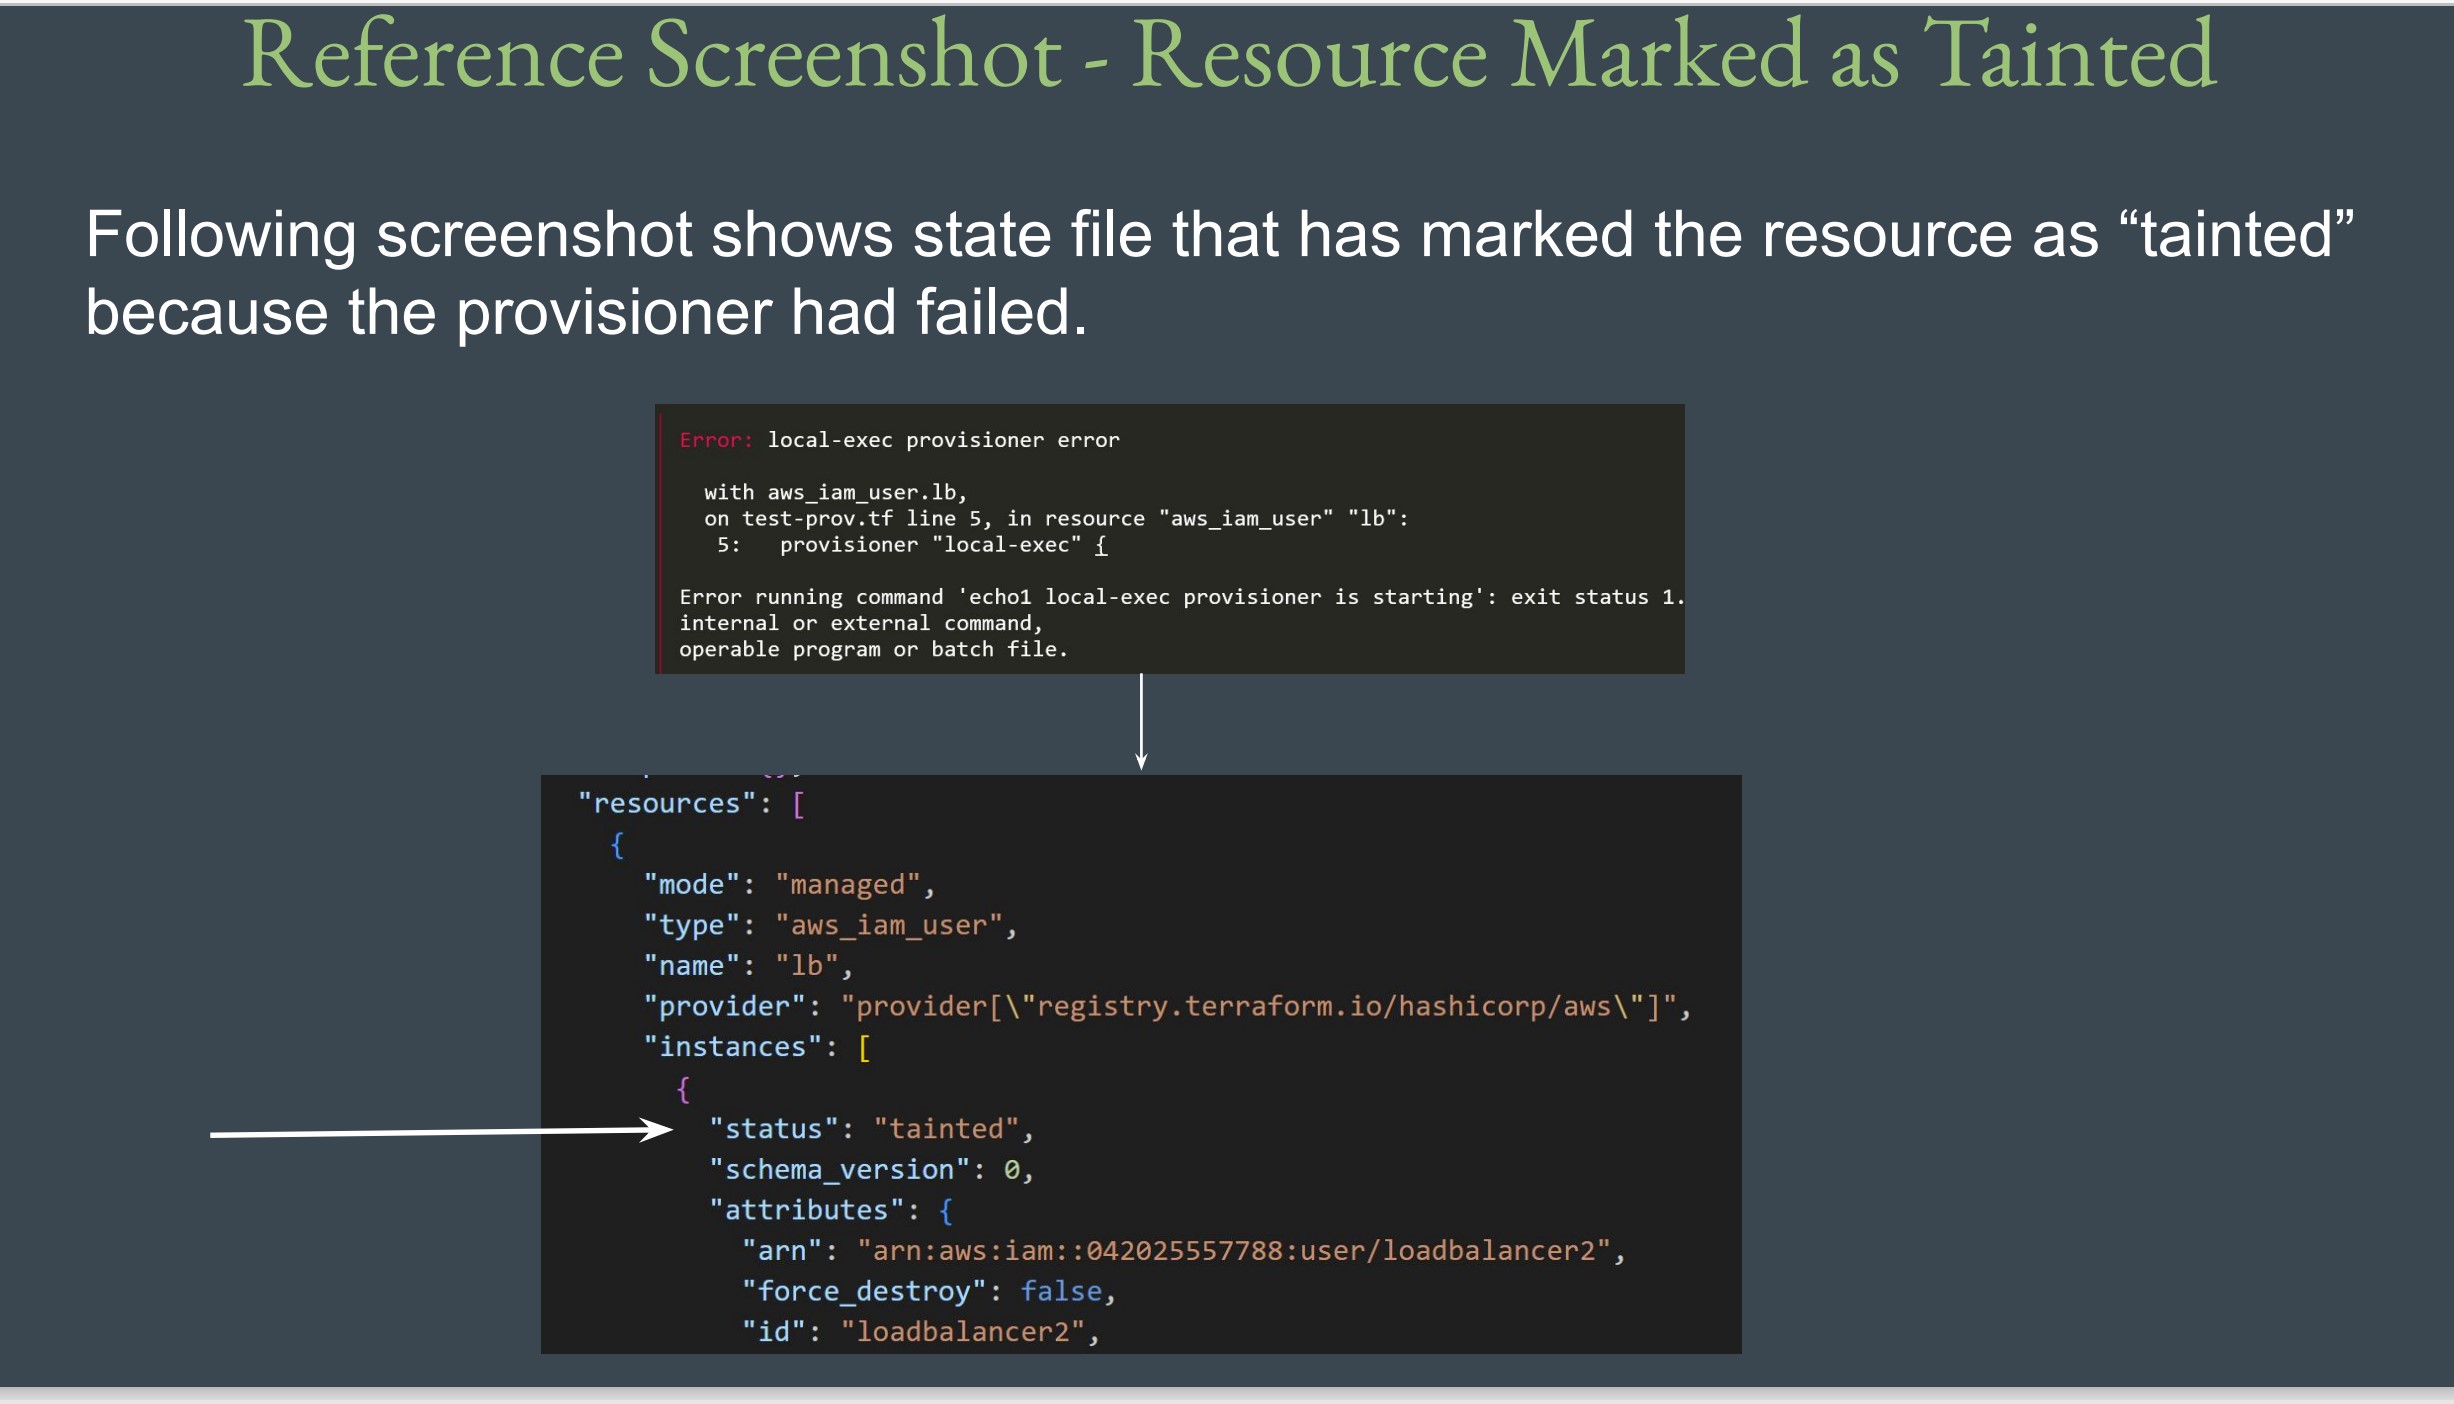 Reference Screenshot - Resource Marked as Tainted
Following screenshot shows state file that has marked the resource as “tainted”
because the provisioner had failed.
Error: local-exec provisioner error
with aws_iam_user.lb,
on test-prov.tf line 5, in resource "aws_iam_user" "lb":
5:   provisioner "local-exec" {
Error running command 'echo1 local-exec provisioner is starting': exit status 1.
internal or external command,
operable program or batch file.
"resources": [
{
"mode": "managed",
"type": "aws_iam_user",
"name": "lb",
"provider": "provider[\"registry.terraform.io/hashicorp/aws\"]",
"instances": [
{
"status": "tainted",
"schema_version": 0,
"attributes": {
"arn": "arn:aws:iam::042025557788:user/loadbalancer2",
"force_destroy": false,
"id": "loadbalancer2",